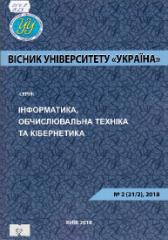 ВІСНИК УНІВЕРСИТЕТУ «УКРАЇНА»
СЕРІЯ
ІНФОРМАТИКА,
ОБЧИСЛЮВАЛЬНА ТЕХНІКА
ТА КІБЕРНЕТИКА
№ 2 (21/2), 2018
КИЇВ 2018